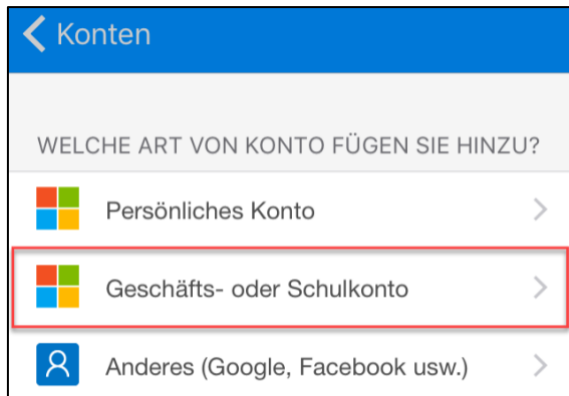 Konten
WELCHE ART VON KONTO FÜGEN SIE HINZU?
Persönliches Konto
Geschäfts- oder Schulkonto
Anderes (Google, Facebook usw.)